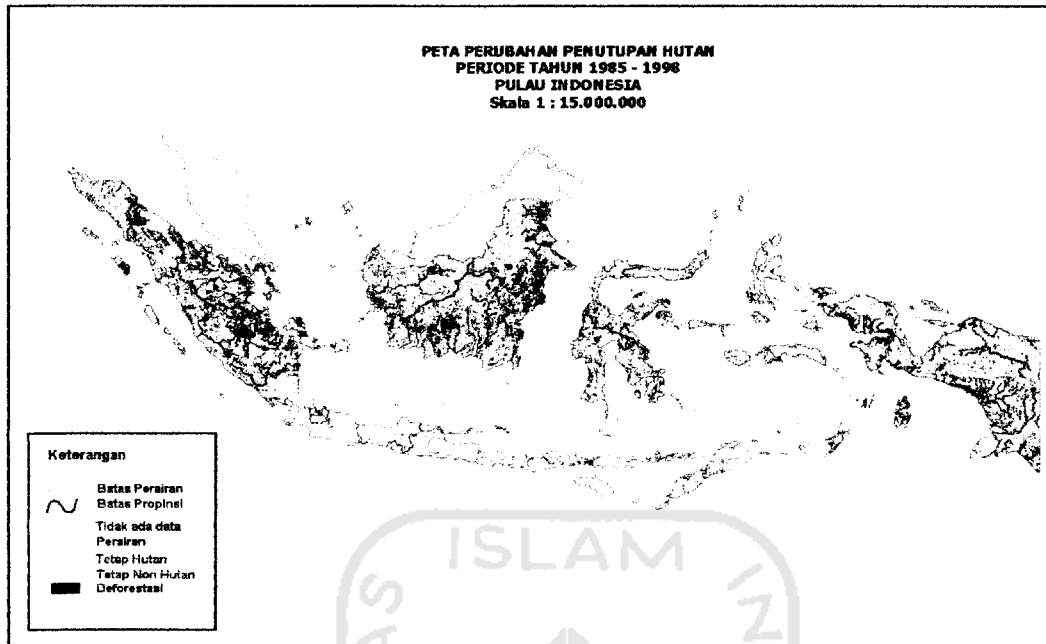 PETA PERUBAHAN PENUTUPAN HUTAN
PERIODE TAHUN 1985 - 1998
PULAU INDONESIA
Skala 1 : 15.000.000
Keterangan
Batas Perairan
Batas Propinsi
Tidak ada data
Perairan
Tetap Hutan
Tetap Non Hutan
Deforestasi
ISLAM